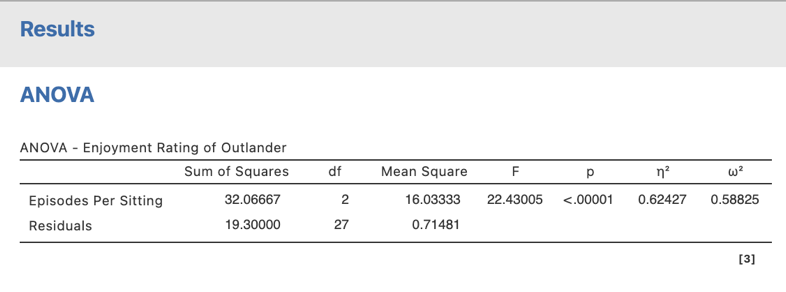 Results
ANOVA
ANOVA - Enjoyment Rating of Outlander
Sum of Squares df Mean Square F p η² ω²
Episodes Per Sitting 32.06667 2 16.03333 22.43005 <.00001 0.62427 0.58825
Residuals 19.30000 27 0.71481
[3]